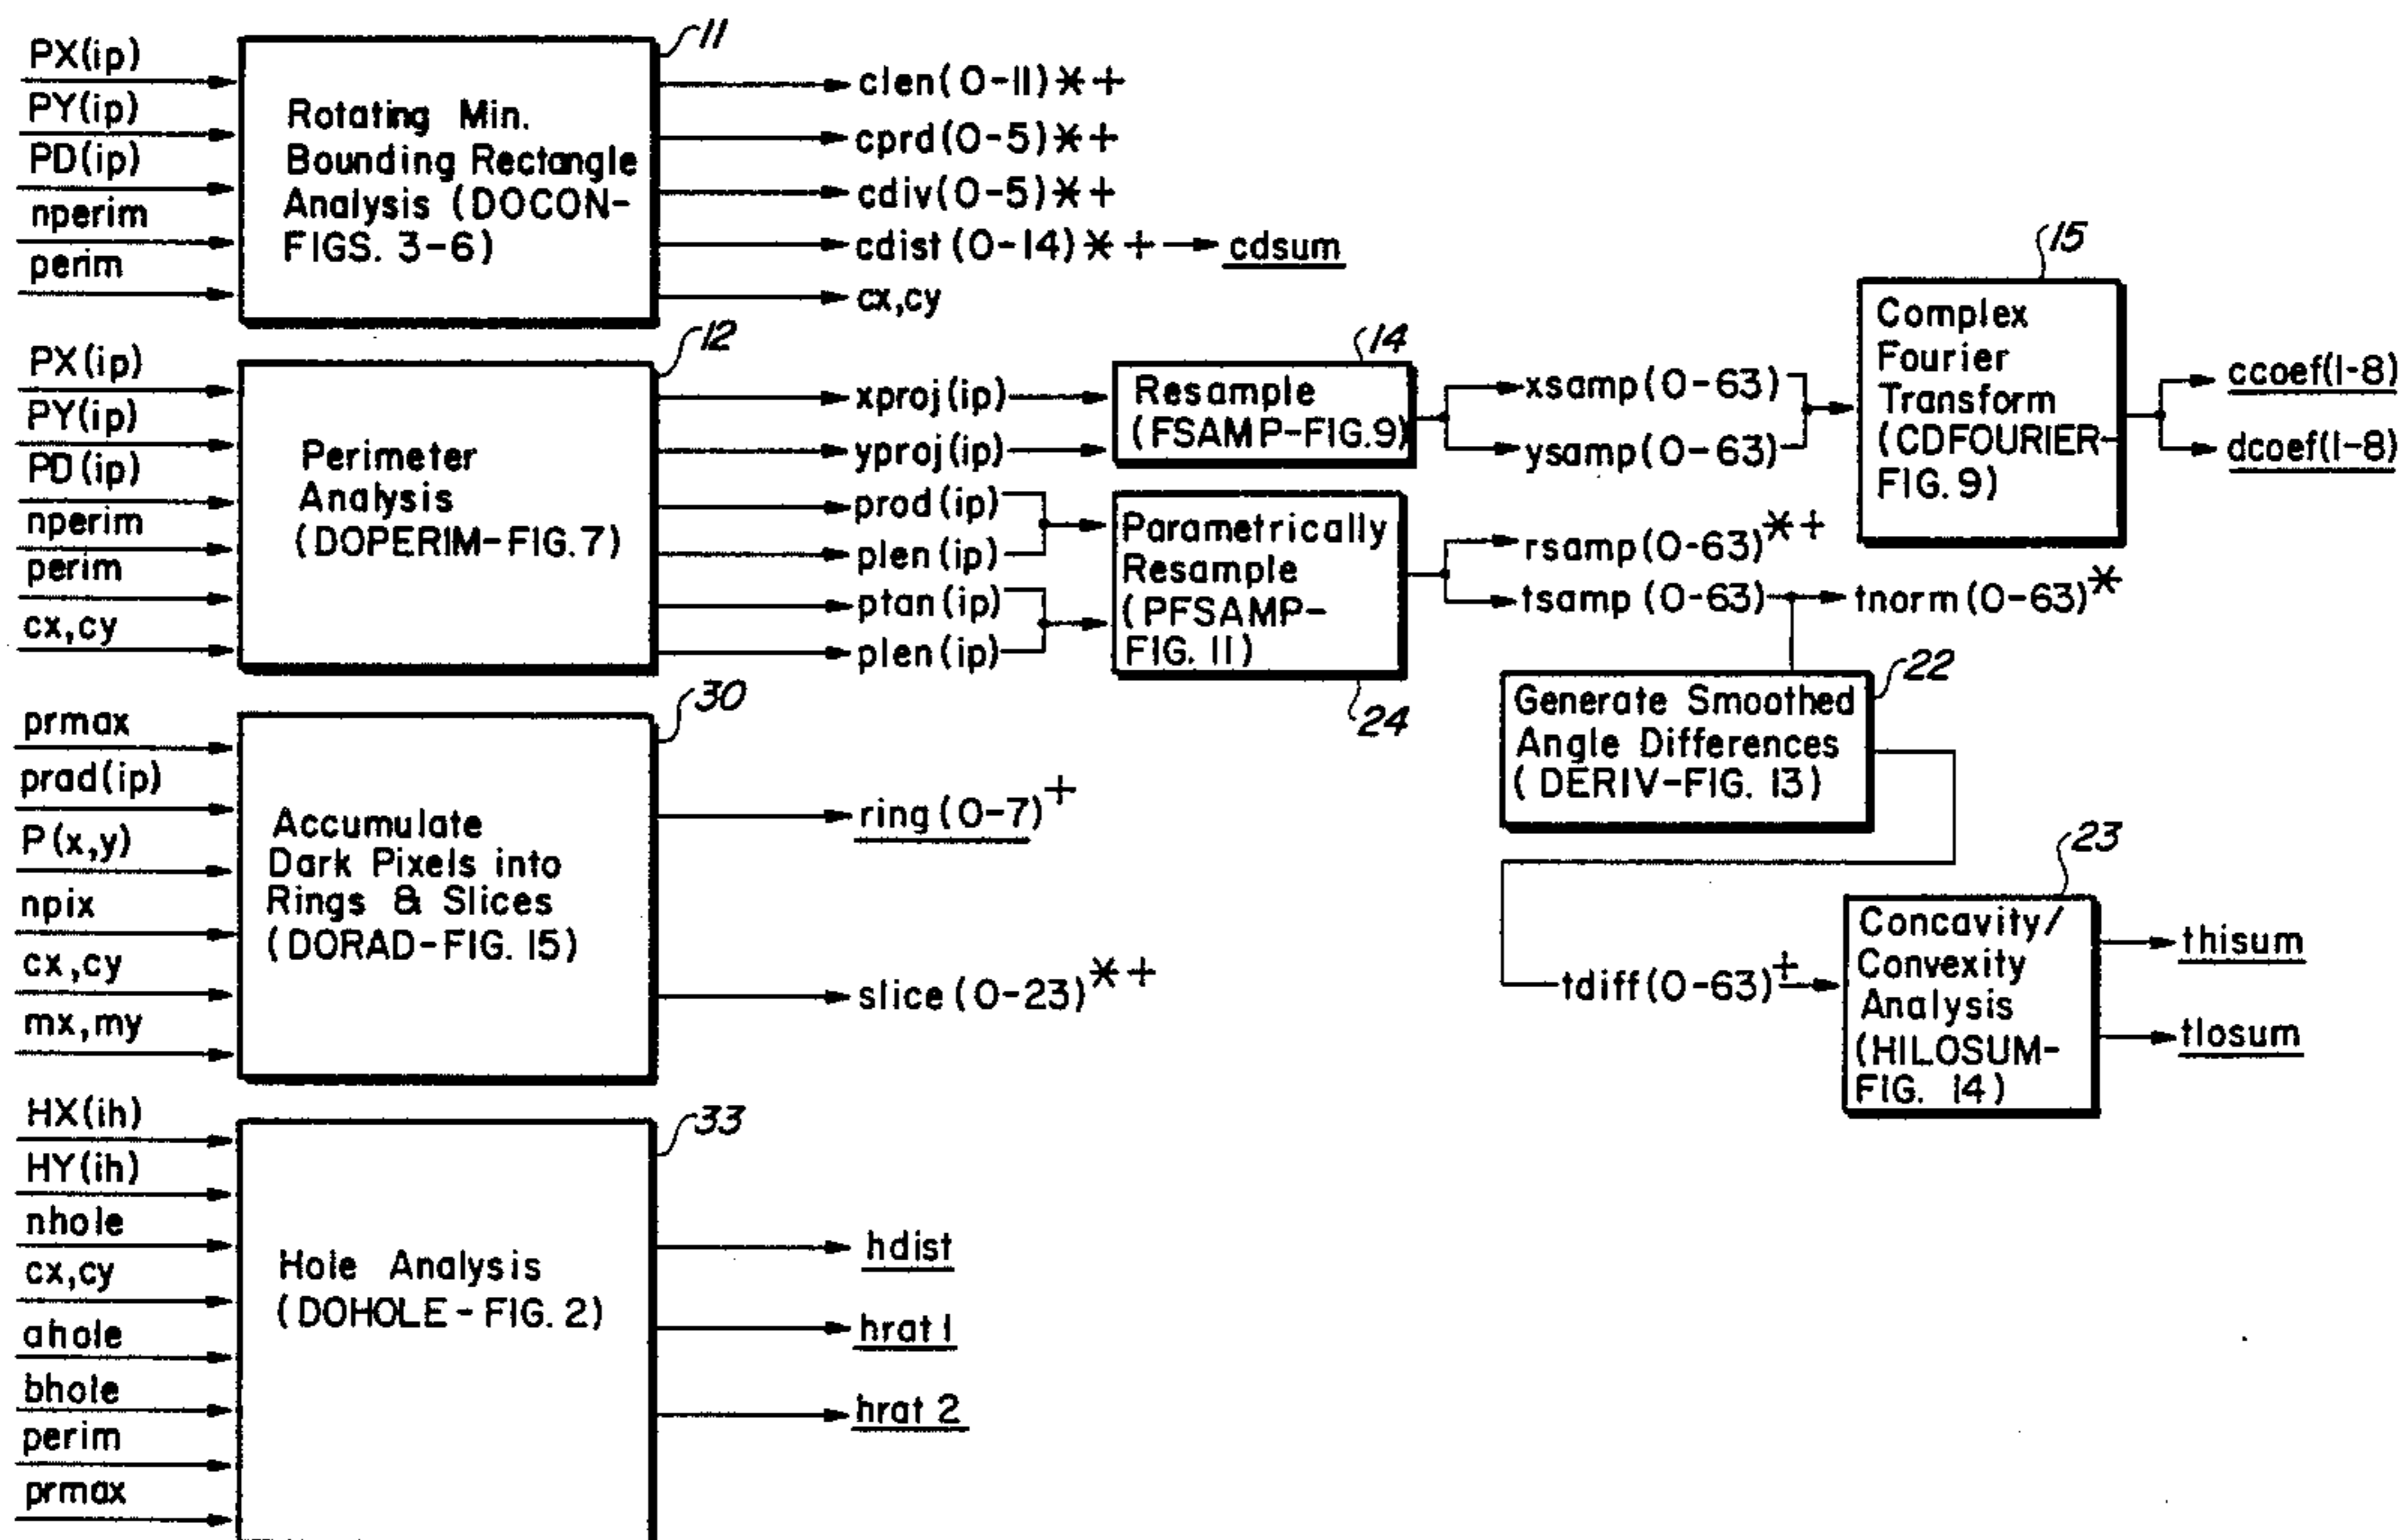 PX(ip)
PY(ip)
PD(ip)
nperim
perim
11
Rotating Min.
Bounding Rectangle
Analysis (DOCON-
FIGS. 3-6)
clen(0-11)*+
cprd(0-5)*+
cdiv(0-5)*+
cdist(0-14)*+
cdsum
cx,cy
PX(ip)
PY(ip)
PD(ip)
nperim
perim
cx,cy
12
Perimeter
Analysis
(DOPERIM-FIG.7)
xproj(ip)
yproj(ip)
prad(ip)
plen(ip)
ptan(ip)
plen(ip)
14
Resample
(FSAMP-FIG.9)
xsamp(0-63)
ysamp(0-63)
15
Complex
Fourier
Transform
(CDFOURIER-
FIG. 9)
ccoef(1-8)
dcoef(1-8)
Parametrically
Resample
(PFSAMP-
FIG. 11)
24
rsamp(0-63)*+
tsamp(0-63)
tnorm(0-63)*
22
Generate Smoothed
Angle Differences
(DERIV-FIG. 13)
tdiff(0-63)+
23
Concavity/
Convexity
Analysis
(HILOSUM-
FIG. 14)
thisum
tlosum
prmax
prad(ip)
P(x,y)
npix
cx,cy
mx,my
30
Accumulate
Dark Pixels into
Rings & Slices
(DORAD-FIG. 15)
ring(0-7)+
slice(0-23)*+
HX(ih)
HY(ih)
nhole
cx,cy
ahole
bhole
perim
prmax
33
Hole Analysis
(DOHOLE-FIG. 2)
hdist
hrat 1
hrat 2